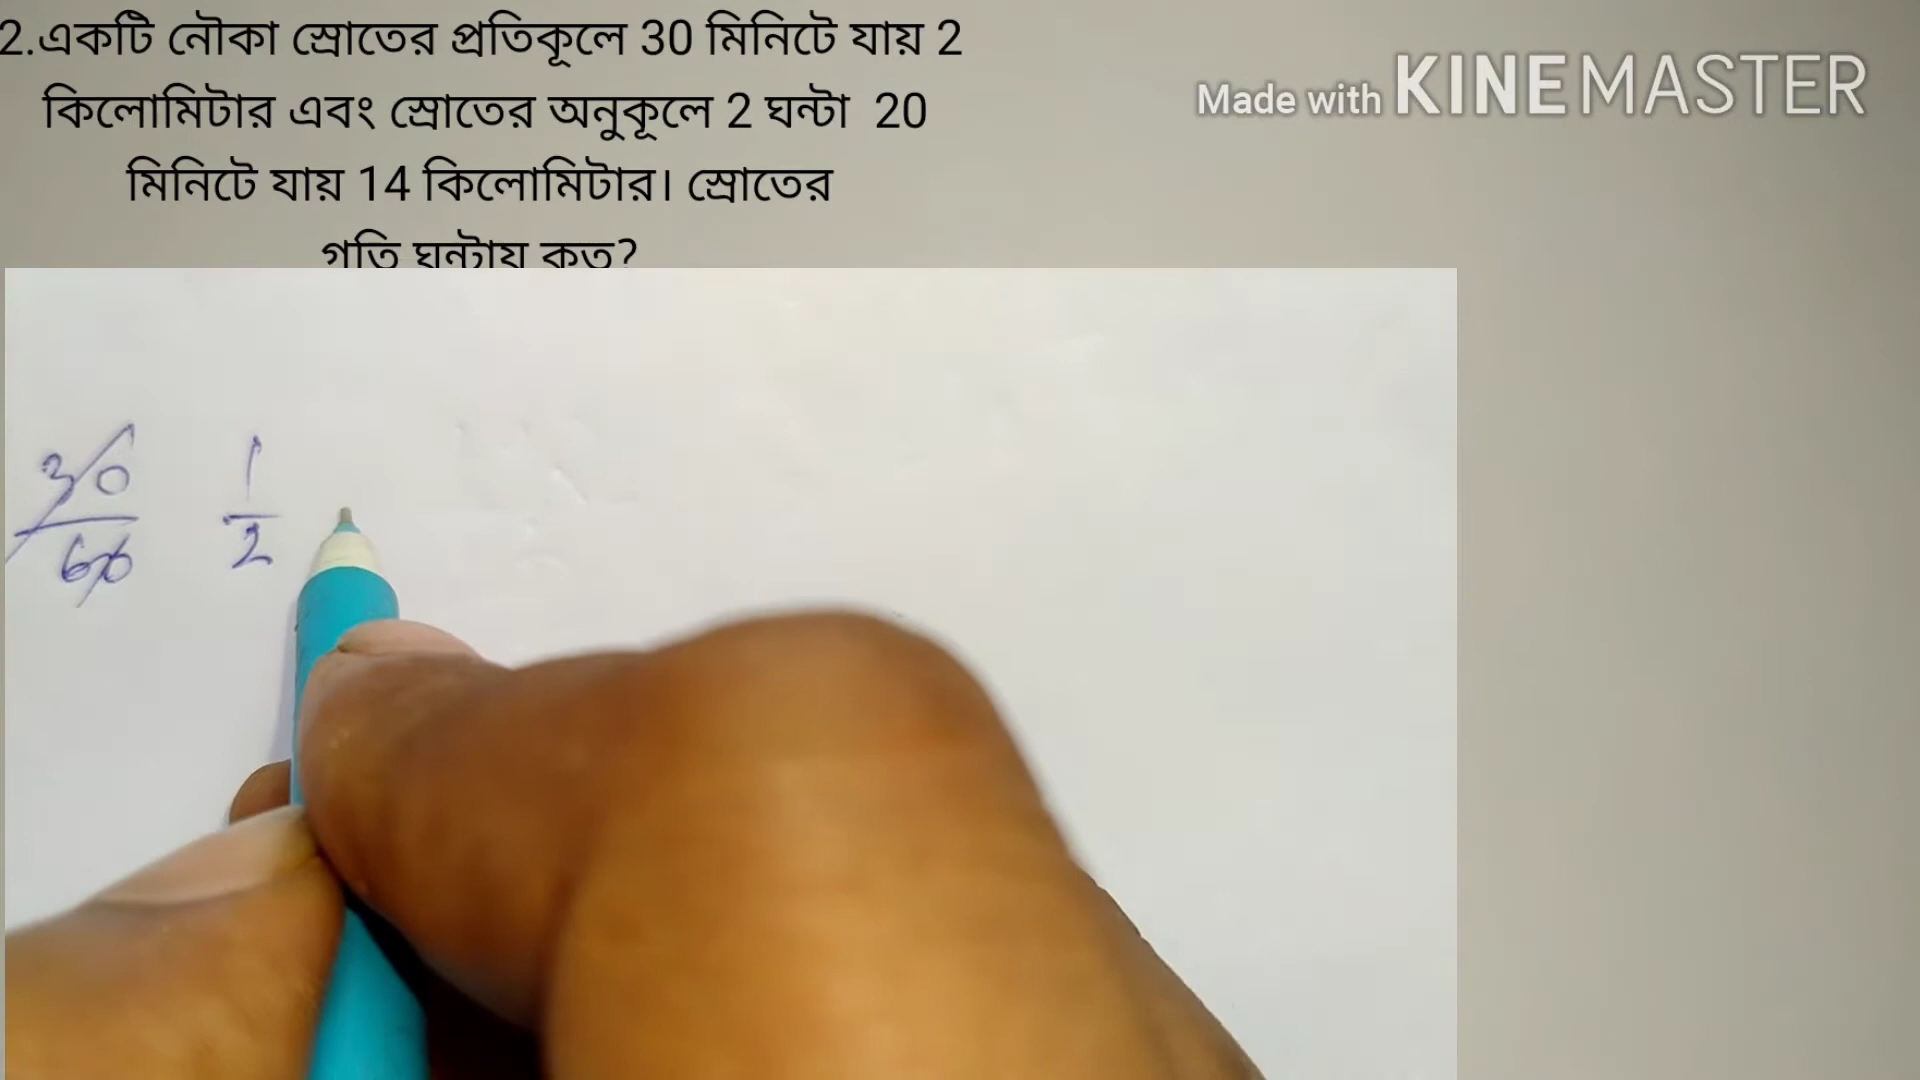 2.একটি নৌকা স্রোতের প্রতিকূলে 30 মিনিটে যায় 2
কিলোমিটার এবং স্রোতের অনুকূলে 2 ঘন্টা 20
মিনিটে যায় 14 কিলোমিটার। স্রোতের
গতি ঘন্টায় কত?
Made with KINEMASTER
30 1
60 2